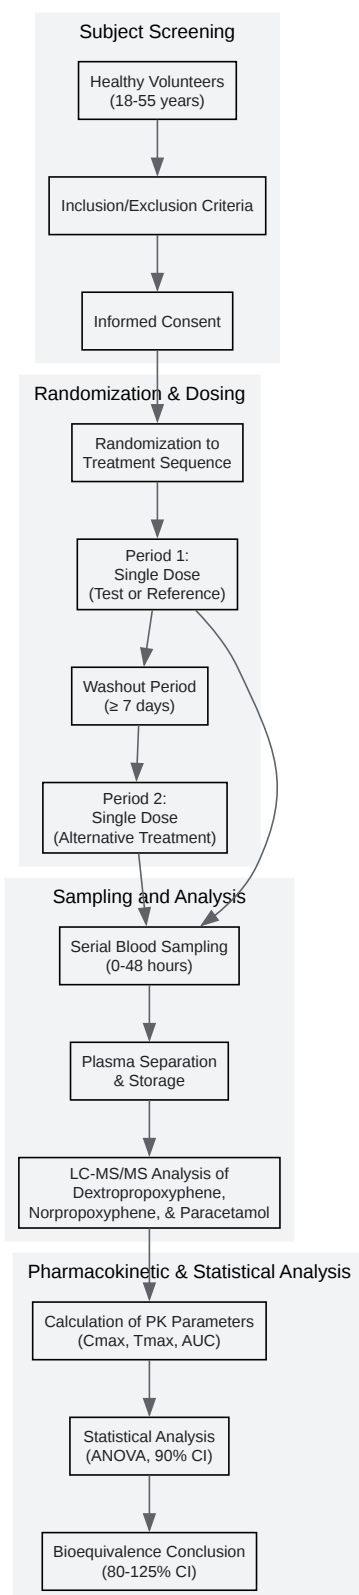 Subject Screening
Healthy Volunteers
(18-55 years)
Inclusion/Exclusion Criteria
Informed Consent
Randomization & Dosing
Randomization to
Treatment Sequence
Period 1:
Single Dose
(Test or Reference)
Washout Period
(≥ 7 days)
Period 2:
Single Dose
(Alternative Treatment)
Sampling and Analysis
Serial Blood Sampling
(0-48 hours)
Plasma Separation
& Storage
LC-MS/MS Analysis of
Dextropropoxyphene,
Norpropoxyphene, & Paracetamol
Pharmacokinetic & Statistical Analysis
Calculation of PK Parameters
(Cmax, Tmax, AUC)
Statistical Analysis
(ANOVA, 90% CI)
Bioequivalence Conclusion
(80-125% CI)